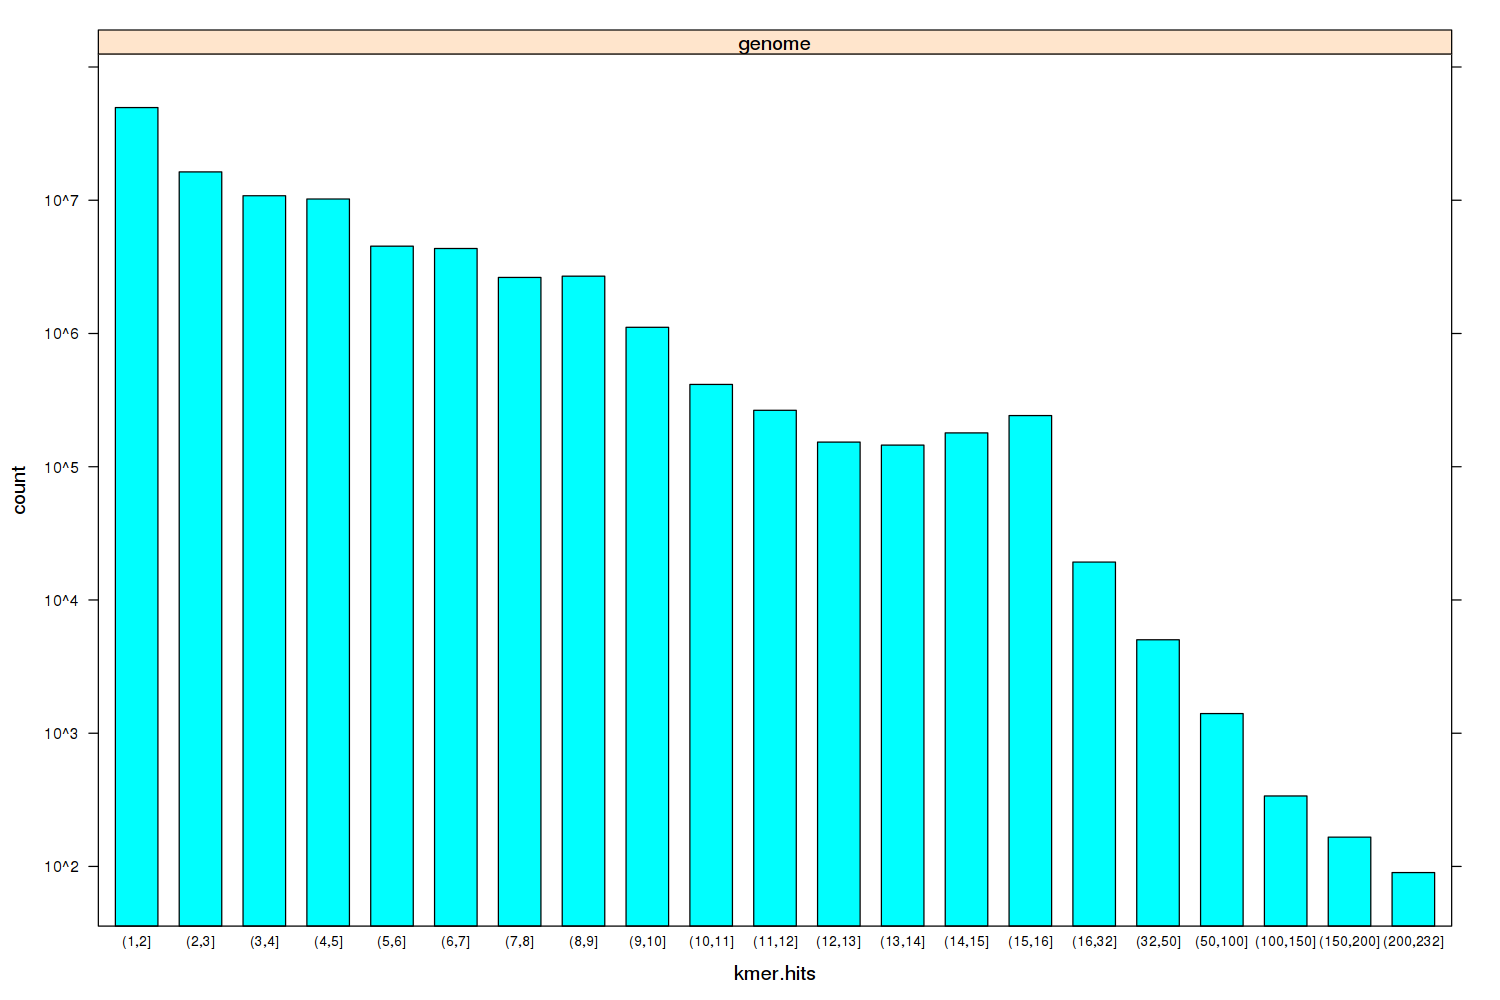 genome
10^7
10^6
10^5
10^4
10^3
10^2
count
(1,2] (2,3] (3,4] (4,5] (5,6] (6,7] (7,8] (8,9] (9,10] (10,11] (11,12] (12,13] (13,14] (14,15] (15,16] (16,32] (32,50] (50,100] (100,150] (150,200] (200,232]
kmer.hits